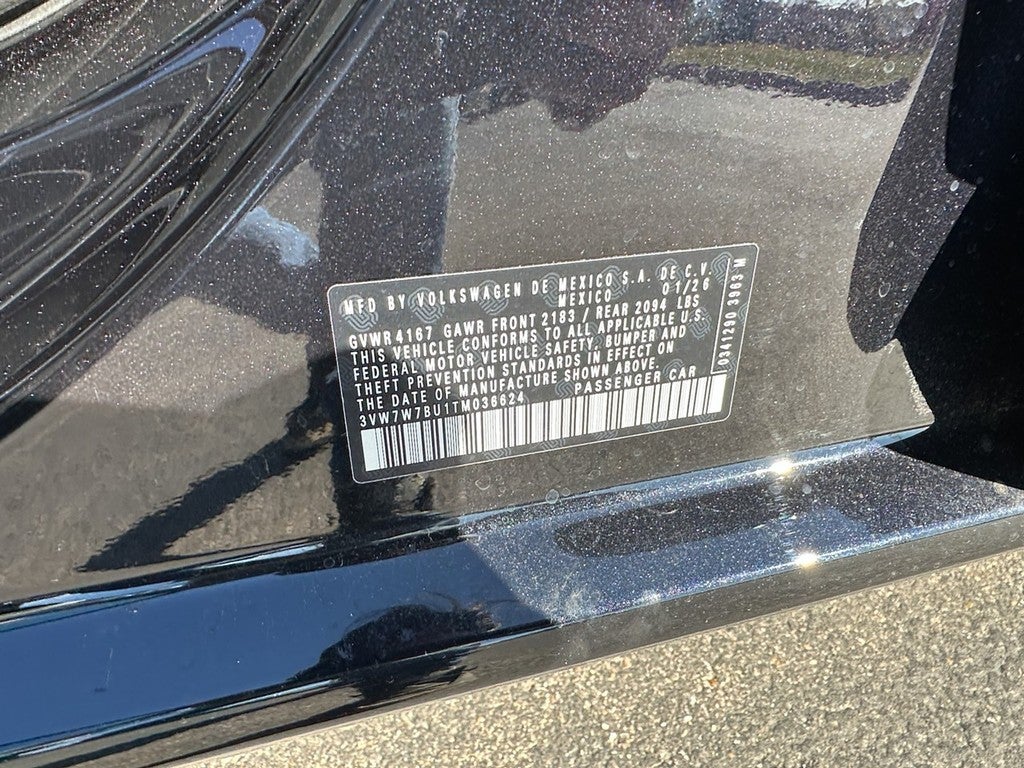 MFD BY VOLKSWAGEN DE MEXICO S.A. DE C.V.
MEXICO 01/26
GVWR 4167 GAWR FRONT 2183 / REAR 2094 LBS
THIS VEHICLE CONFORMS TO ALL APPLICABLE U.S.
FEDERAL MOTOR VEHICLE SAFETY, BUMPER AND
THEFT PREVENTION STANDARDS IN EFFECT ON
THE DATE OF MANUFACTURE SHOWN ABOVE.
3VW7W7BU1TM036624 PASSENGER CAR
D341290 3963 M